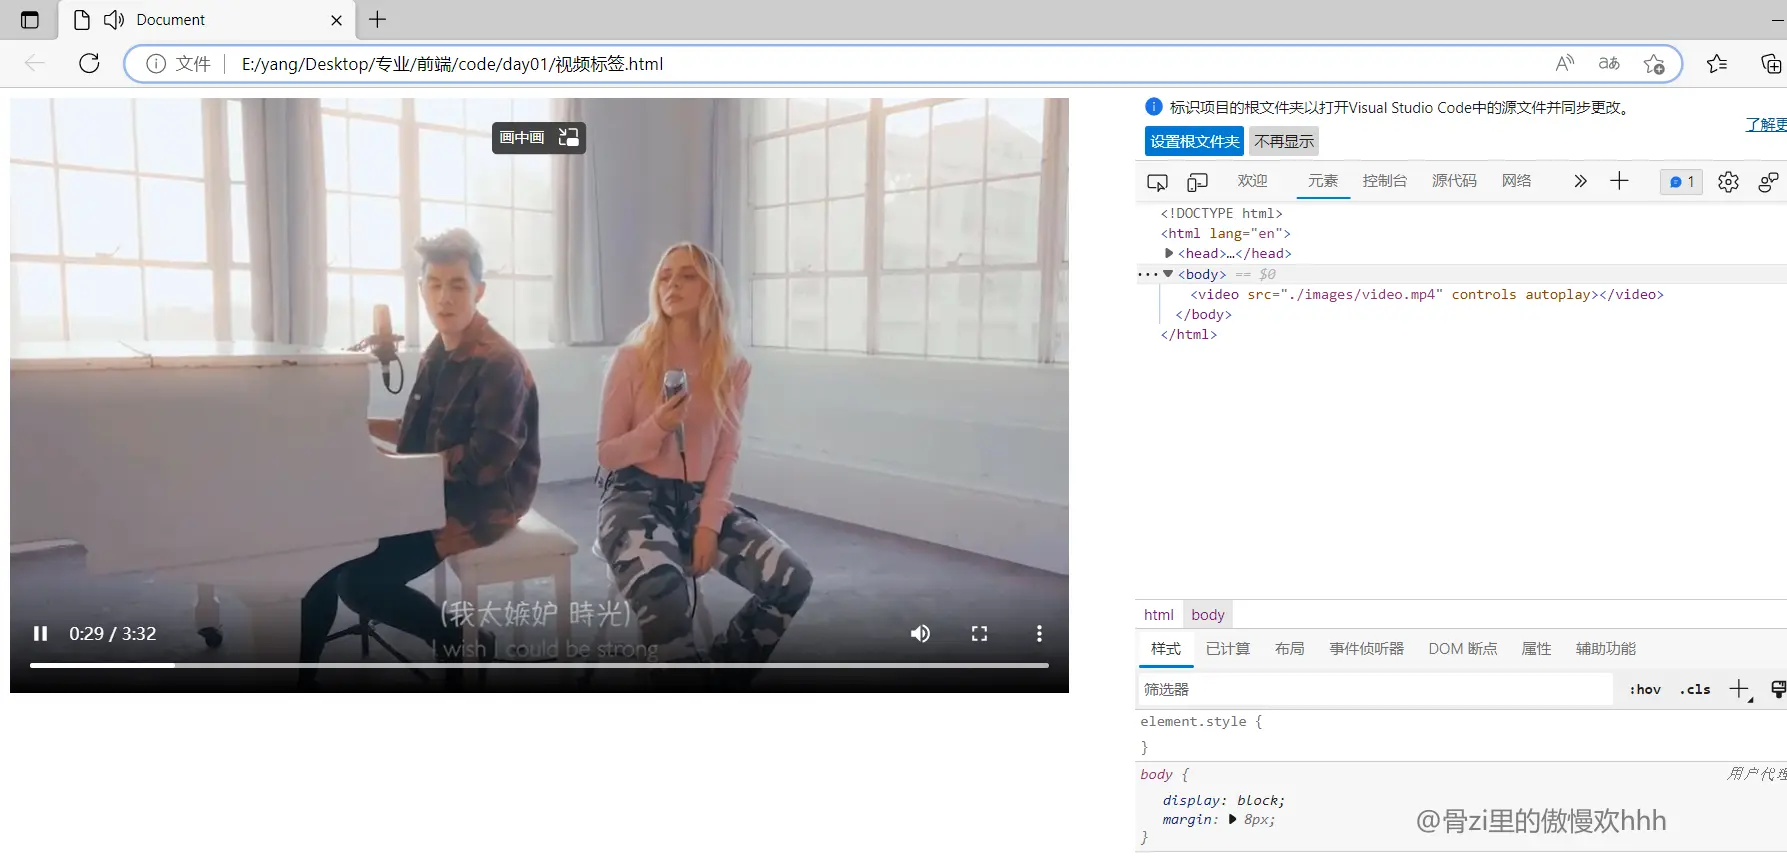 Document
文件
E:/yang/Desktop/专业/前端/code/day01/视频标签.html
aあ
画中画
(我太嫉妒 時光)
I wish I could be strong
0:29 / 3:32
标识项目的根文件夹以打开Visual Studio Code中的源文件并同步更改。
了解更
设置根文件夹 不再显示
欢迎 元素 控制台 源代码 网络 1
<!DOCTYPE html>
<html lang="en">
<head>…</head>
<body> == $0
<video src="./images/video.mp4" controls autoplay></video>
</body>
</html>
html body
样式 已计算 布局 事件侦听器 DOM 断点 属性 辅助功能
筛选器 :hov .cls
element.style {
}
body { 用户代理
display: block;
margin: 8px;
}
@骨zi里的傲慢欢hhh